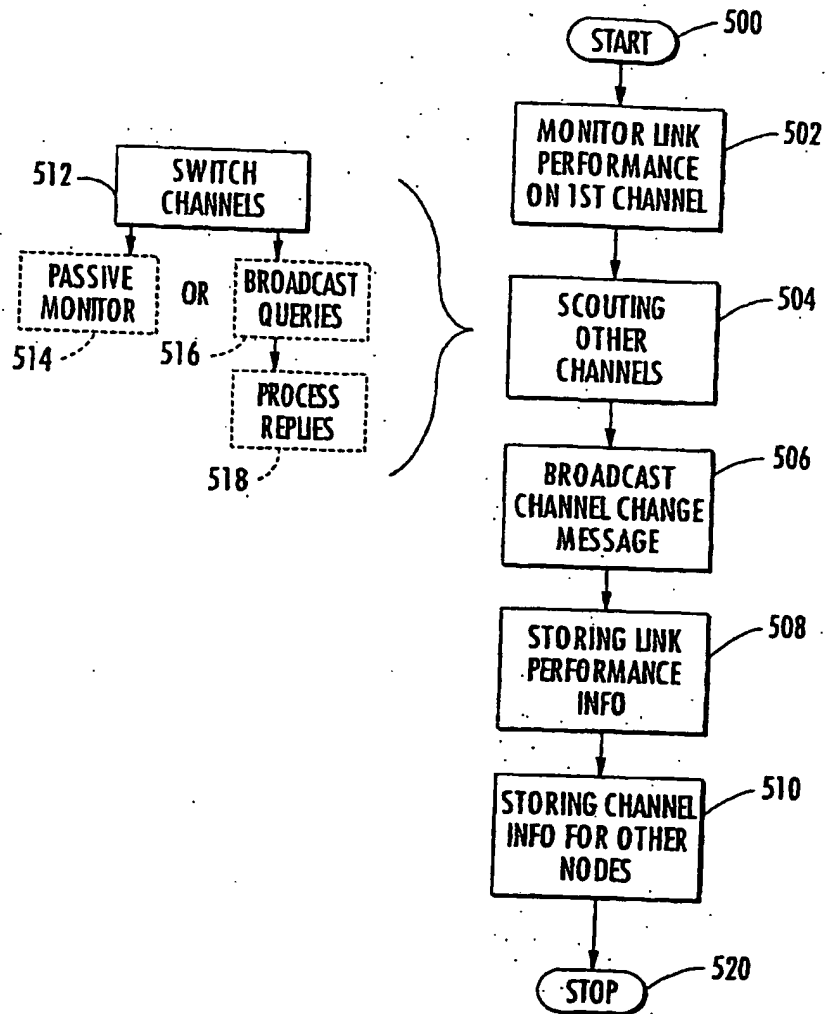 START
500
MONITOR LINK
PERFORMANCE
ON 1ST CHANNEL
502
SCOUTING
OTHER
CHANNELS
504
512
SWITCH
CHANNELS
PASSIVE
MONITOR
514
OR
BROADCAST
QUERIES
516
PROCESS
REPLIES
518
BROADCAST
CHANNEL CHANGE
MESSAGE
506
STORING LINK
PERFORMANCE
INFO
508
STORING CHANNEL
INFO FOR OTHER
NODES
510
STOP
520